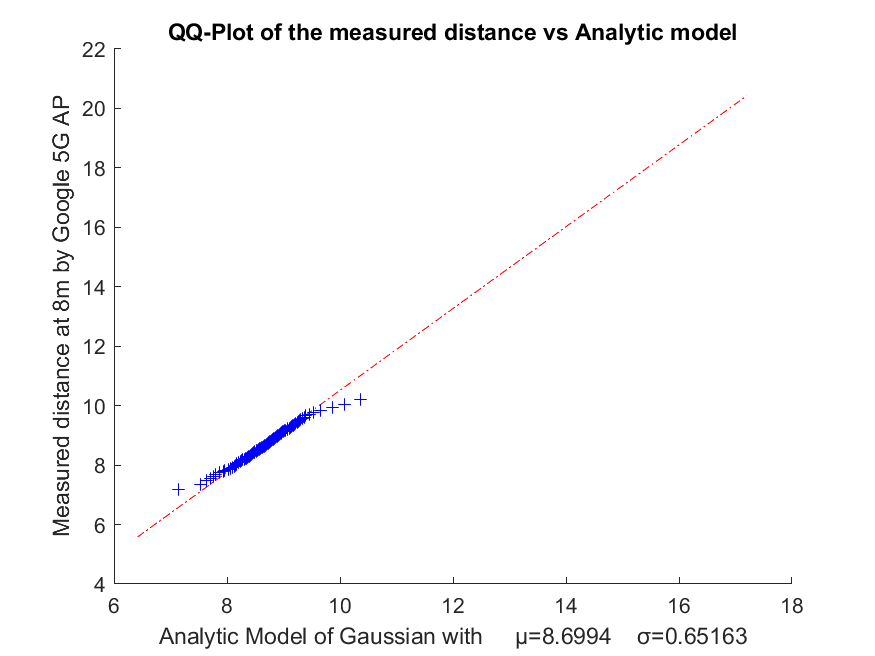 QQ-Plot of the measured distance vs Analytic model
Measured distance at 8m by Google 5G AP
22
20
18
16
14
12
10
8
6
4
6 8 10 12 14 16 18
Analytic Model of Gaussian with μ=8.6994 σ=0.65163